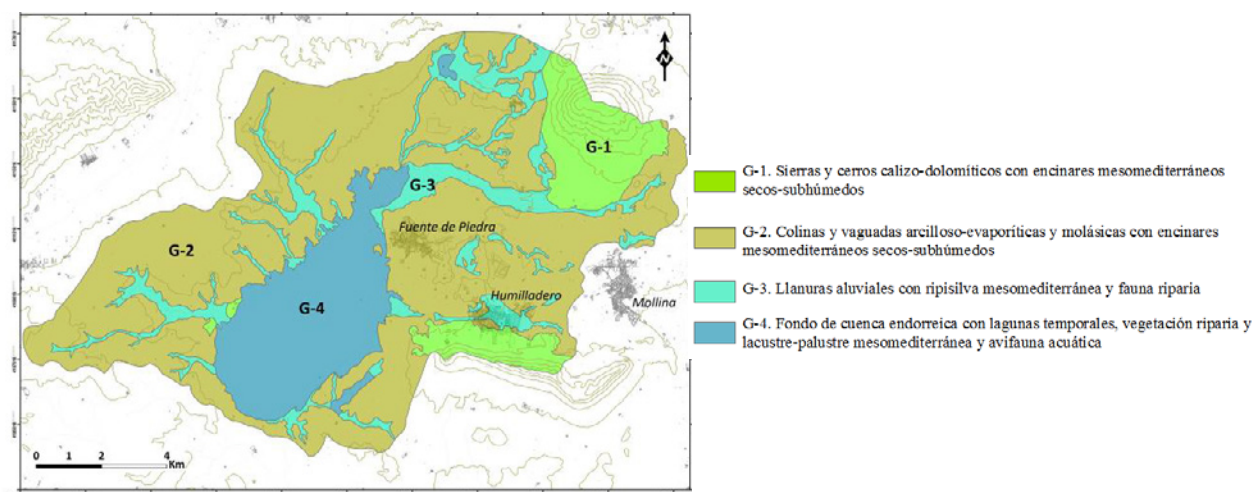 N
G-1
G-3
Fuente de Piedra
G-2
Humilladero
Mollina
G-4
0 1 2 4
Km
G-1. Sierras y cerros calizo-dolomíticos con encinares mesomediterráneos
secos-subhúmedos
G-2. Colinas y vaguadas arcilloso-evaporíticas y molásicas con encinares
mesomediterráneos secos-subhúmedos
G-3. Llanuras aluviales con ripisilva mesomediterránea y fauna riparia
G-4. Fondo de cuenca endorreica con lagunas temporales, vegetación riparia y
lacustre-palustre mesomediterránea y avifauna acuática